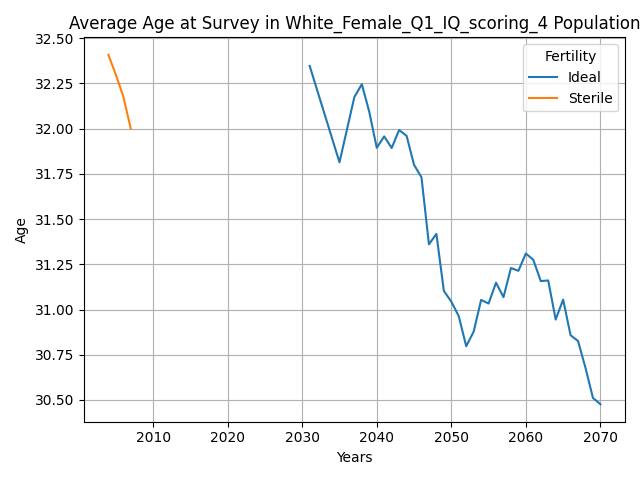 Average Age at Survey in White_Female_Q1_IQ_scoring_4 Population
Fertility
Ideal
Sterile
32.50
32.25
32.00
31.75
31.50
31.25
31.00
30.75
30.50
Age
2010 2020 2030 2040 2050 2060 2070
Years